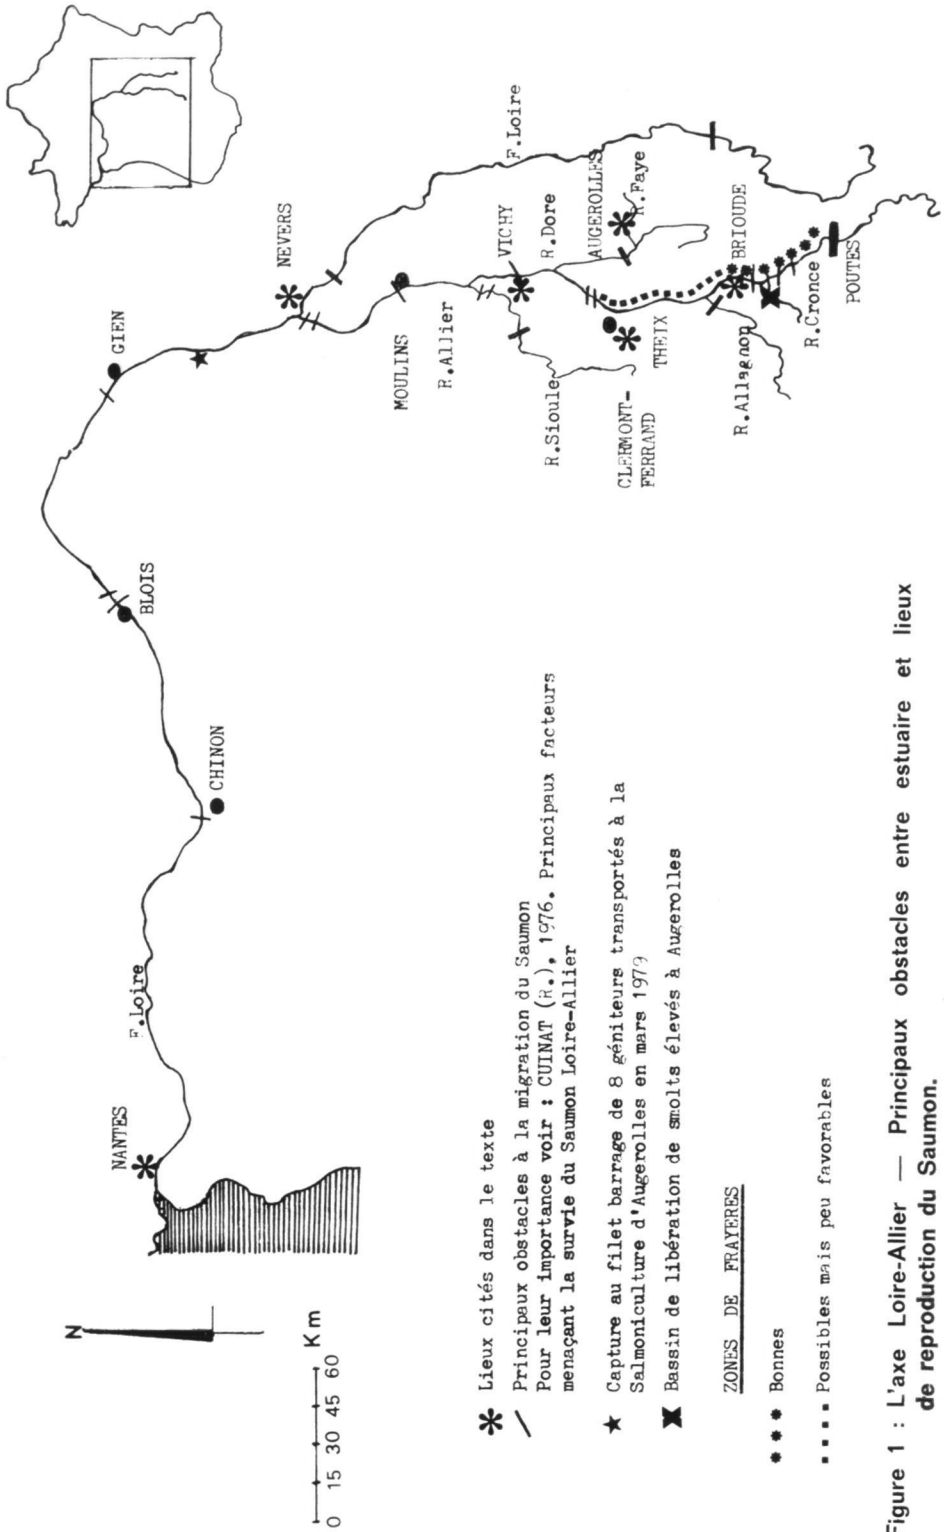 N
NANTES
F.Loire
CHINON
BLOIS
GIEN
NEVERS
F.Loire
MOULINS
R.Allier
VICHY
R.Dore
R.Sioule
AUGEROLLES
R.Faye
CLERMONT-
FERRAND
THEIX
R.Allagnon
BRIOUDE
R.Cronce
POUTES
0 15 30 45 60
Km
Lieux cités dans le texte
Principaux obstacles à la migration du Saumon
Pour leur importance voir : CUINAT (R.), 1976. Principaux facteurs
menaçant la survie du Saumon Loire-Allier
Capture au filet barrage de 8 géniteurs transportés à la
Salmoniculture d'Augerolles en mars 1979
Bassin de libération de smolts élevés à Augerolles
ZONES DE FRAYERES
Bonnes
Possibles mais peu favorables
Figure 1 : L'axe Loire-Allier — Principaux obstacles entre estuaire et lieux
de reproduction du Saumon.